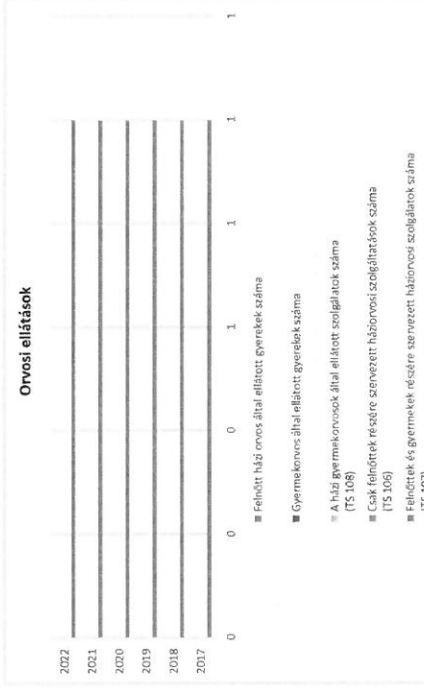 Orvosi ellátások
2022
2021
2020
2019
2018
2017
0 0 0 1 1 1 1
■ Felnőtt házi orvos által ellátott gyerekek száma
■ Gyermekorvos által ellátott gyerekek száma
■ A házi gyermekorvosok által ellátott szolgálatok száma
(TS 108)
■ Csak felnőttek részére szervezett háziorvosi szolgáltatások száma
(TS 106)
■ Felnőttek és gyermekek részére szervezett háziorvosi szolgálatok száma